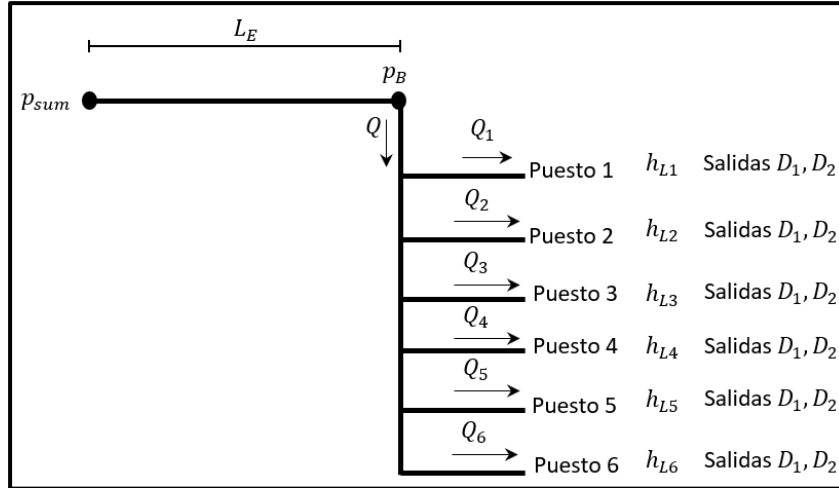 L_E
p_sum
p_B
Q
Q_1
Puesto 1 h_L1 Salidas D_1, D_2
Q_2
Puesto 2 h_L2 Salidas D_1, D_2
Q_3
Puesto 3 h_L3 Salidas D_1, D_2
Q_4
Puesto 4 h_L4 Salidas D_1, D_2
Q_5
Puesto 5 h_L5 Salidas D_1, D_2
Q_6
Puesto 6 h_L6 Salidas D_1, D_2